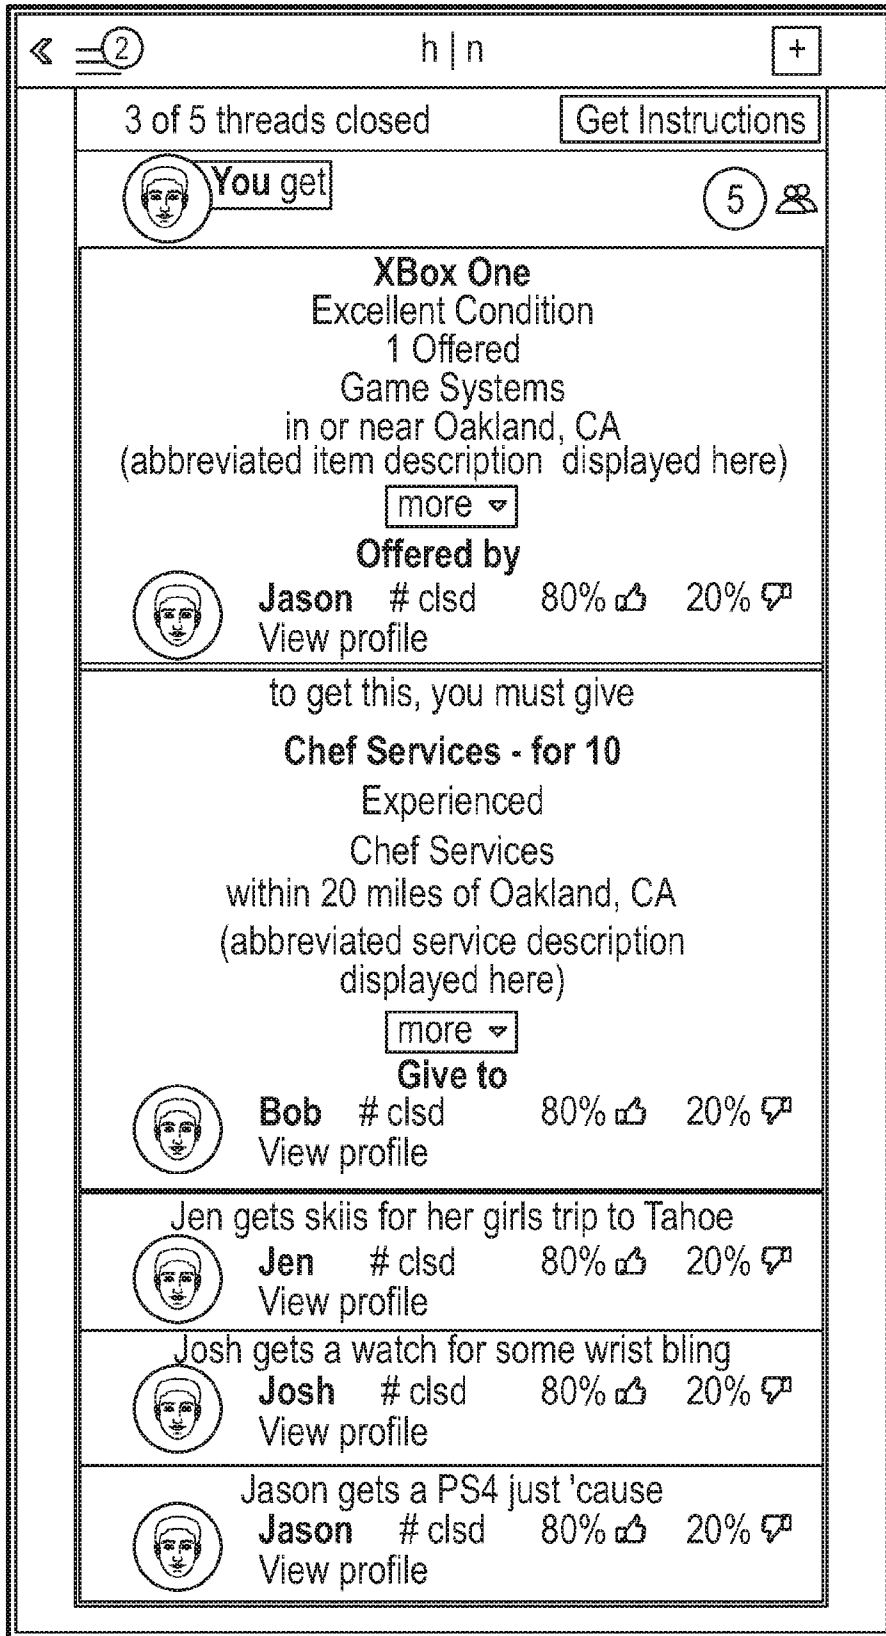 2 h|n +
3 of 5 threads closed Get Instructions
You get 5
XBox One
Excellent Condition
1 Offered
Game Systems
in or near Oakland, CA
(abbreviated item description displayed here)
more
Offered by
Jason # clsd 80% 20%
View profile
to get this, you must give
Chef Services - for 10
Experienced
Chef Services
within 20 miles of Oakland, CA
(abbreviated service description
displayed here)
more
Give to
Bob # clsd 80% 20%
View profile
Jen gets skiis for her girls trip to Tahoe
Jen # clsd 80% 20%
View profile
Josh gets a watch for some wrist bling
Josh # clsd 80% 20%
View profile
Jason gets a PS4 just 'cause
Jason # clsd 80% 20%
View profile